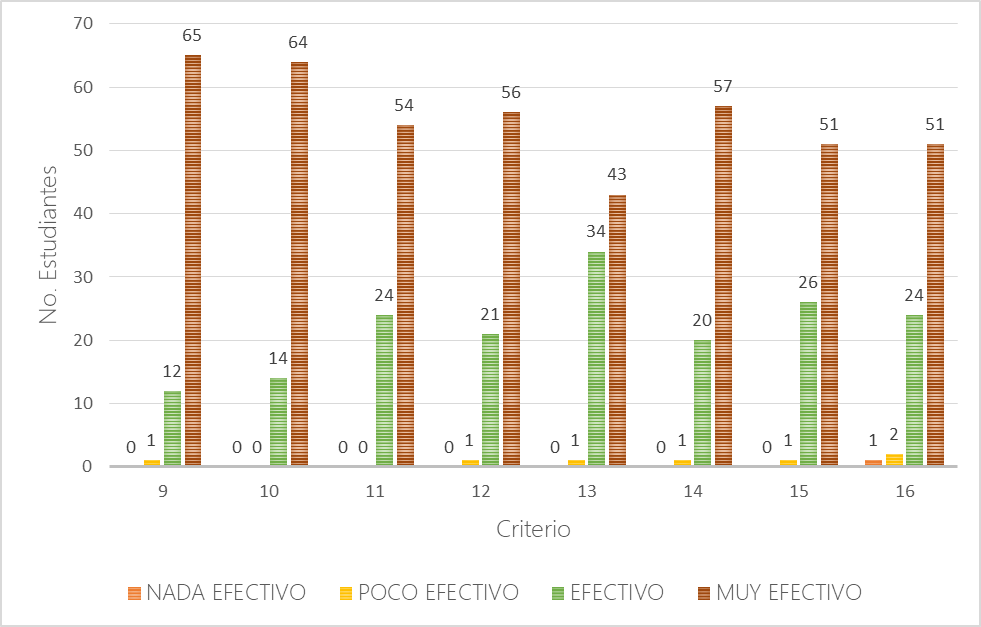 70
60
50
40
30
20
10
0
No. Estudiantes
0 1 12 65
0 0 14 64
0 0 24 54
0 1 21 56
0 1 34 43
0 1 20 57
0 1 26 51
1 2 24 51
9 10 11 12 13 14 15 16
Criterio
NADA EFECTIVO POCO EFECTIVO EFECTIVO MUY EFECTIVO